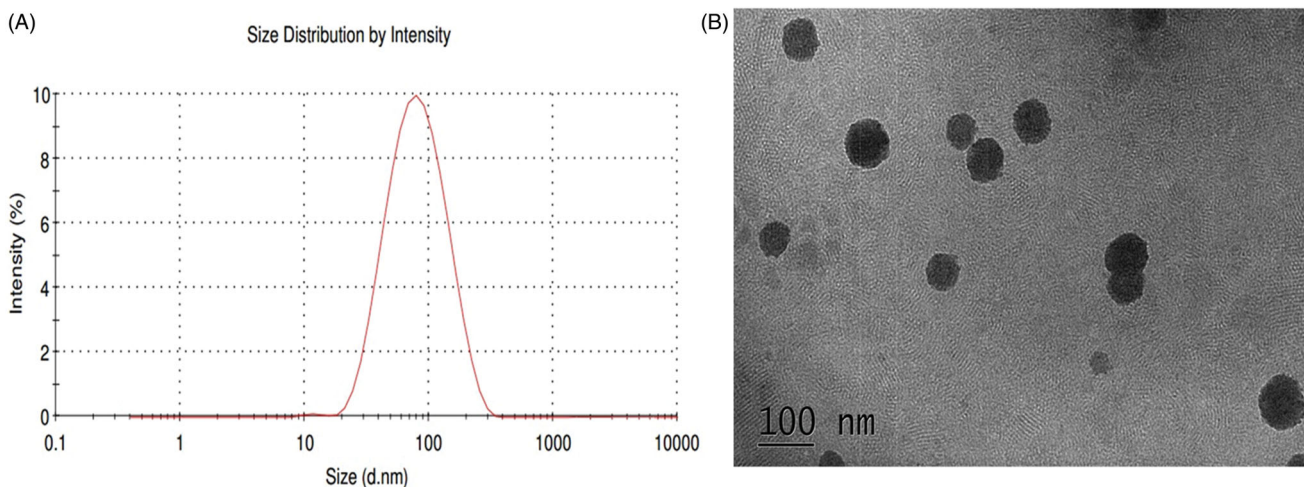 (A)
Size Distribution by Intensity
Intensity (%)
10
8
6
4
2
0
0.1 1 10 100 1000 10000
Size (d.nm)
(B)
100 nm